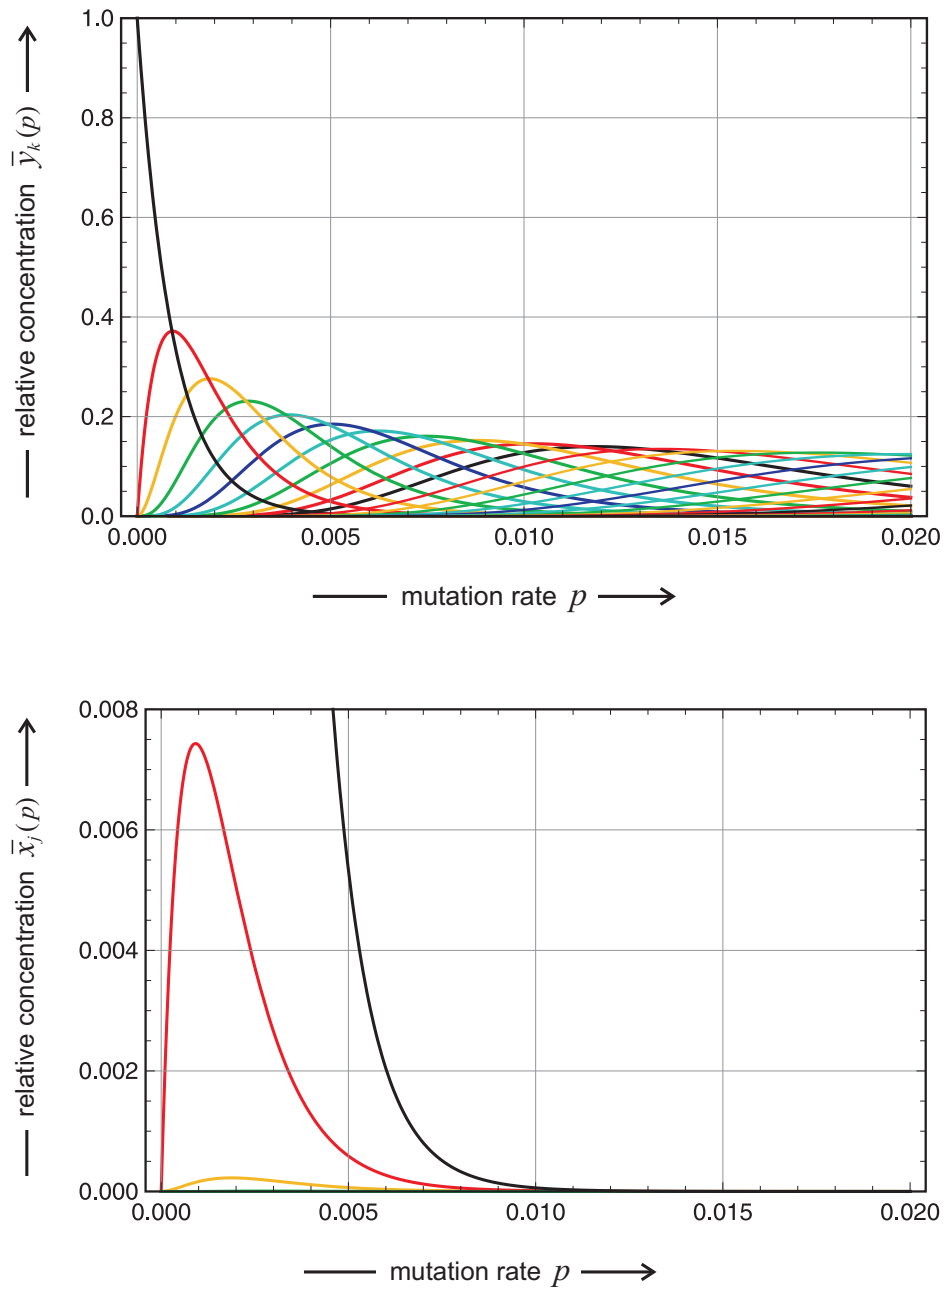 relative concentration ȳₖ(p)
1.0
0.8
0.6
0.4
0.2
0.0
0.000 0.005 0.010 0.015 0.020
mutation rate p
relative concentration x̄ⱼ(p)
0.008
0.006
0.004
0.002
0.000
0.000 0.005 0.010 0.015 0.020
mutation rate p